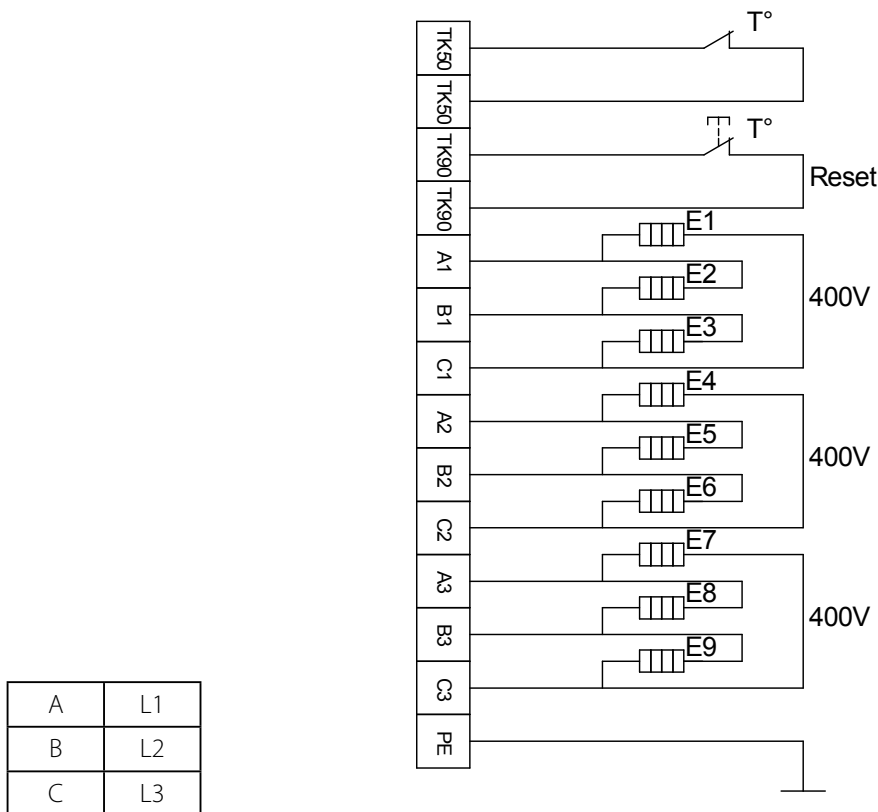 TK50
T°
TK50
TK90
T°
Reset
TK90
E1
A1
E2
400V
B1
E3
C1
E4
A2
E5
400V
B2
E6
C2
E7
A3
E8
400V
B3
E9
C3
PE
A L1
B L2
C L3